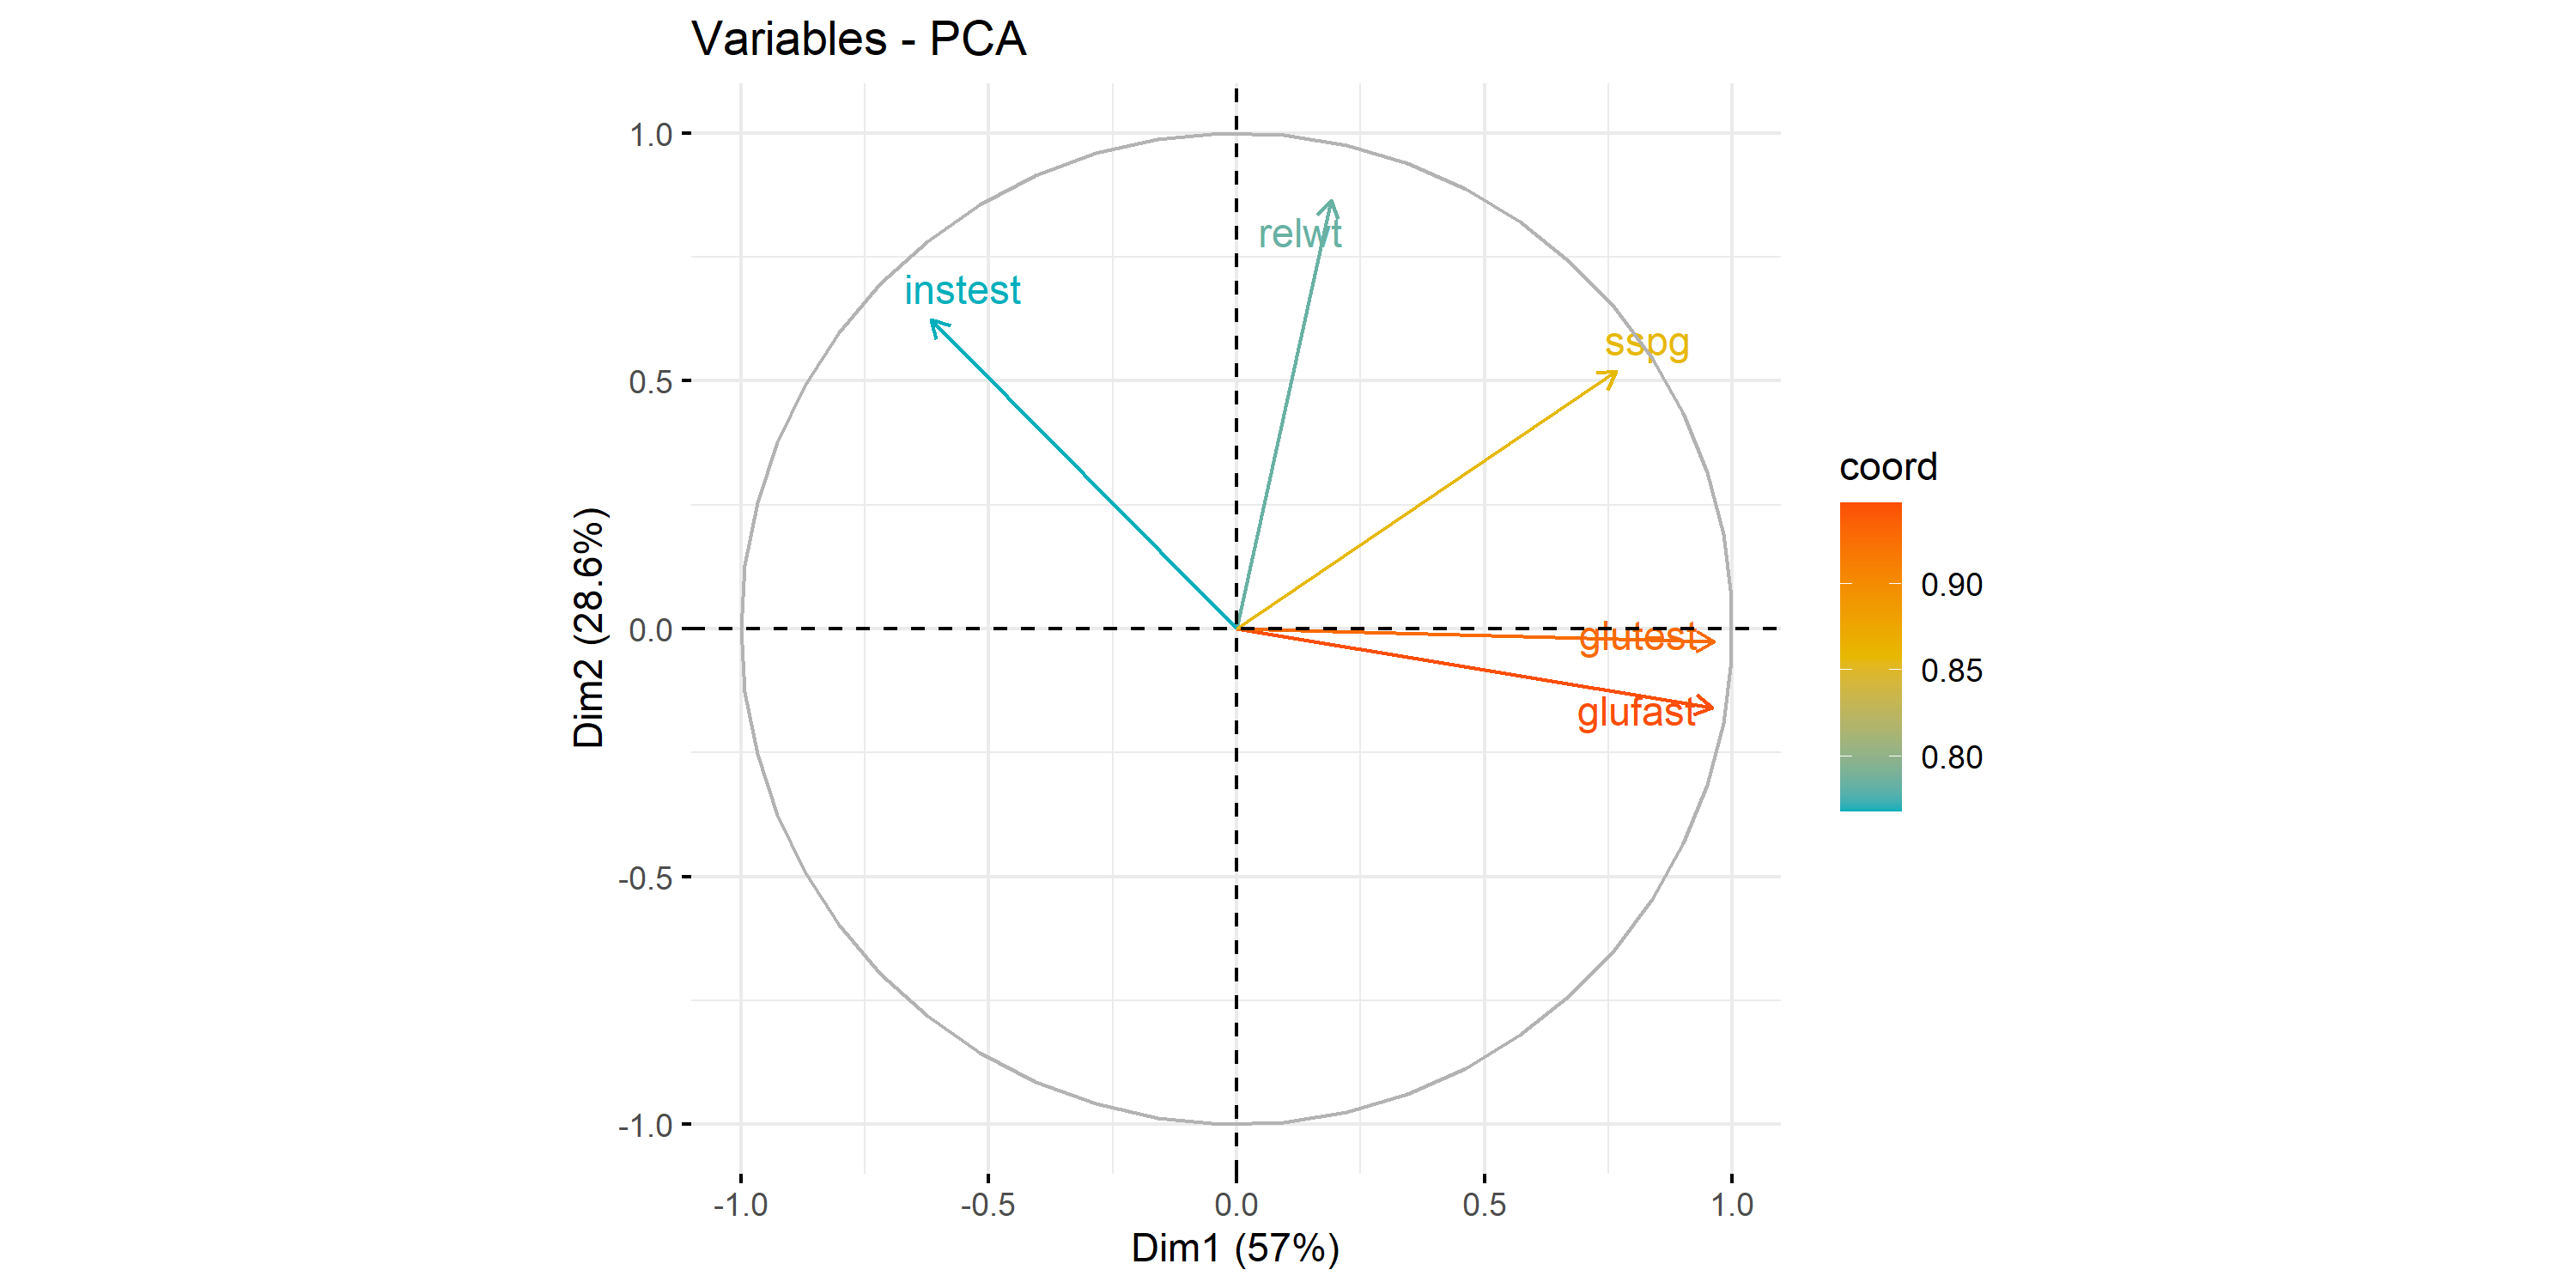 Variables - PCA
1.0
0.5
0.0
-0.5
-1.0
Dim2 (28.6%)
relwt
instest
sspg
glutest
glufast
-1.0
-0.5
0.0
0.5
1.0
Dim1 (57%)
coord
0.90
0.85
0.80